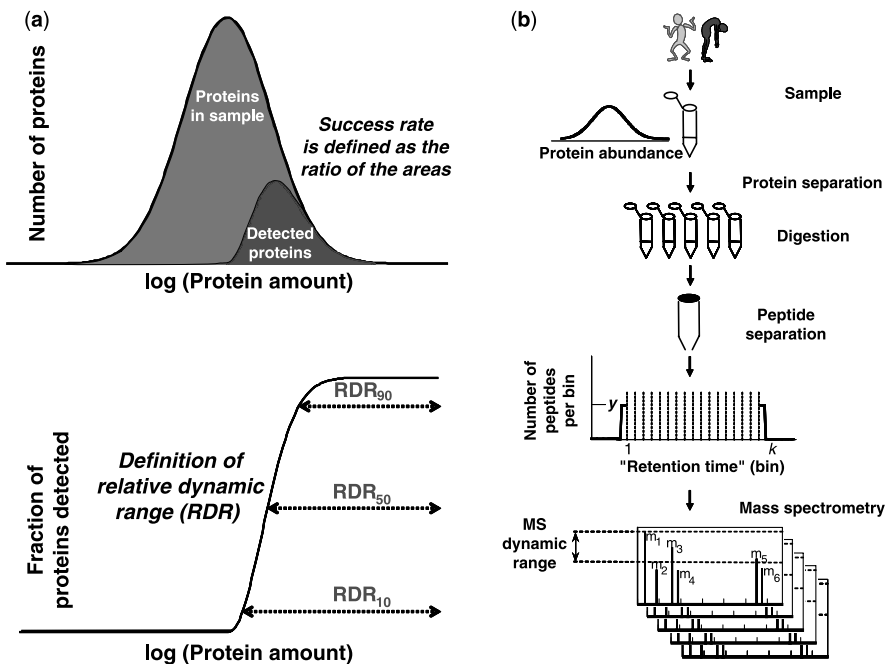 (a)
Number of proteins
Proteins
in sample
Success rate
is defined as the
ratio of the areas
Detected
proteins
log (Protein amount)
Fraction of
proteins detected
Definition of
relative dynamic
range (RDR)
RDR90
RDR50
RDR10
log (Protein amount)
(b)
Sample
Protein abundance
Protein separation
Digestion
Peptide
separation
Number of
peptides
per bin
y
1
k
"Retention time" (bin)
Mass spectrometry
MS
dynamic
range
m1
m2
m3
m4
m5
m6